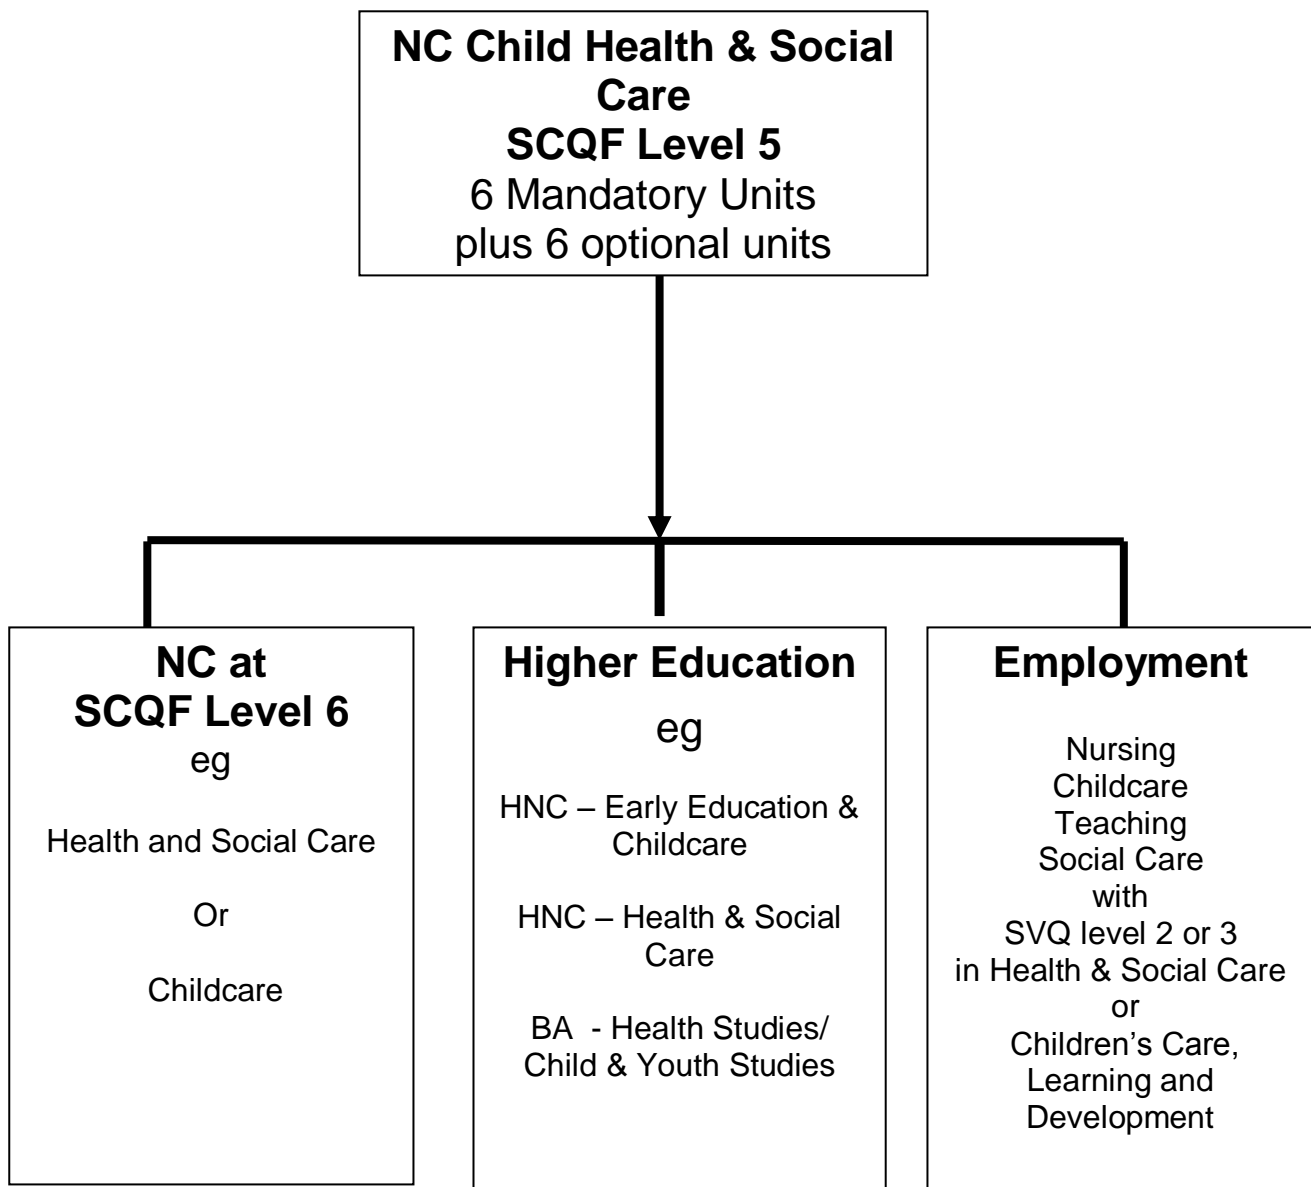 NC Child Health & Social
Care
SCQF Level 5
6 Mandatory Units
plus 6 optional units
NC at
SCQF Level 6
eg
Health and Social Care
Or
Childcare
Higher Education
eg
HNC – Early Education &
Childcare
HNC – Health & Social
Care
BA  - Health Studies/
Child & Youth Studies
Employment
Nursing
Childcare
Teaching
Social Care
with
SVQ level 2 or 3
in Health & Social Care
or
Children’s Care,
Learning and
Development